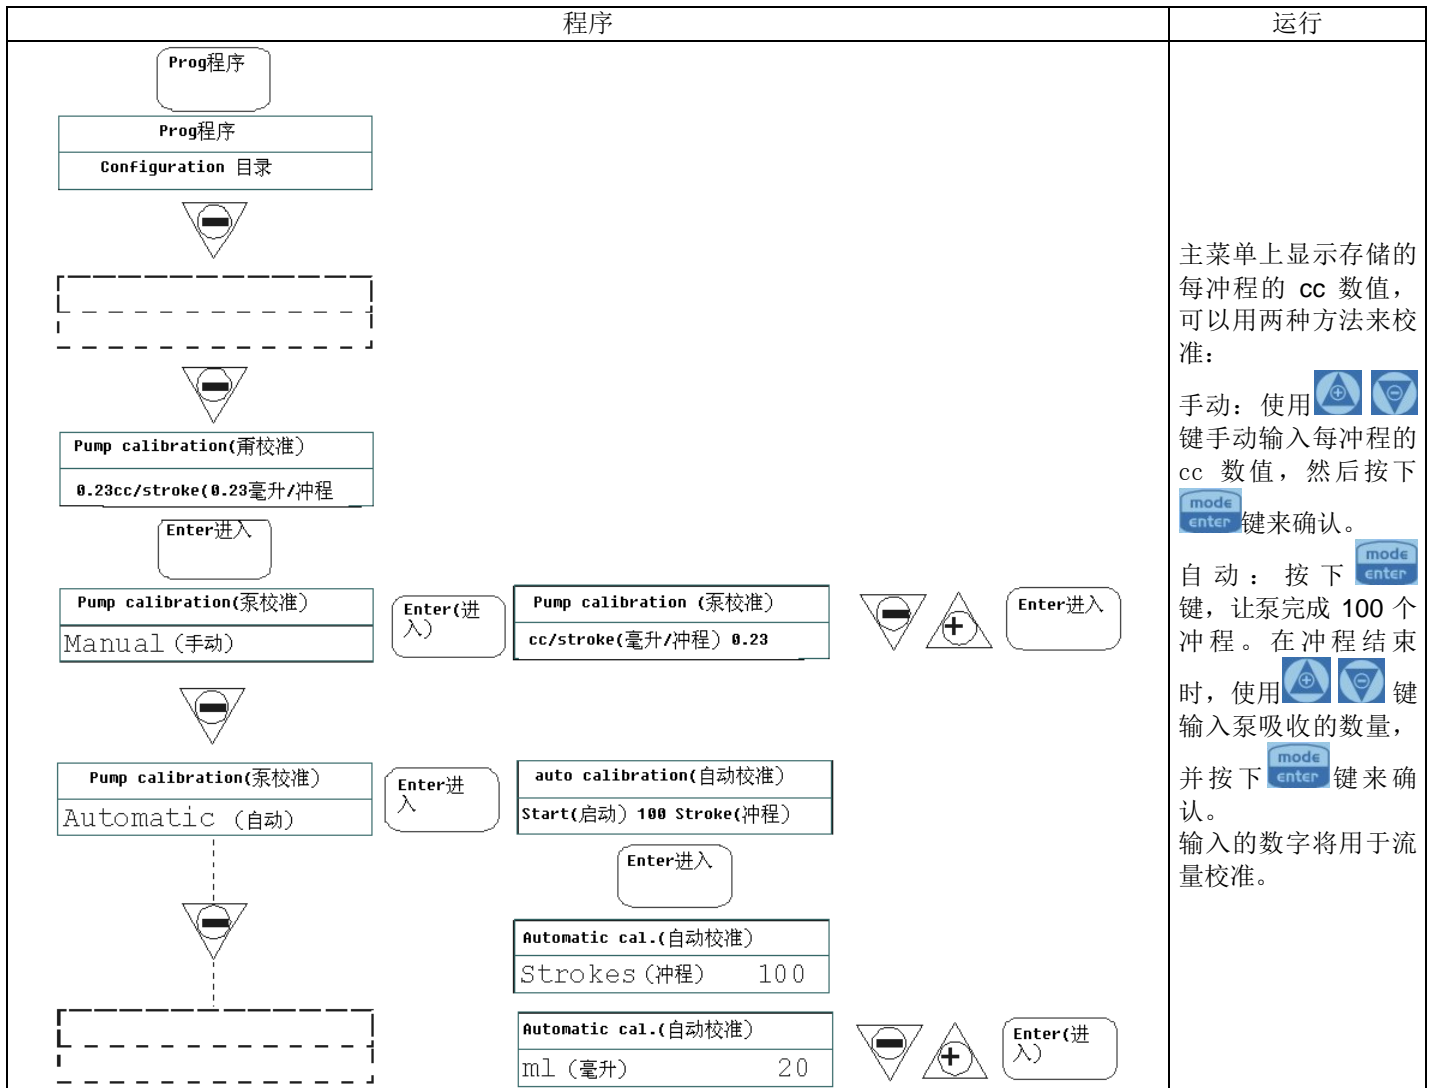 程序
运行
Prog程序
Prog程序
Configuration 目录
Pump calibration(甭校准)
0.23cc/stroke(0.23毫升/冲程
Enter进入
Pump calibration(泵校准)
Manual (手动)
Enter(进
入)
Pump calibration (泵校准)
cc/stroke(毫升/冲程) 0.23
Enter进入
Pump calibration(泵校准)
Automatic (自动)
Enter进
入
auto calibration(自动校准)
Start(启动) 100 Stroke(冲程)
Enter进入
Automatic cal.(自动校准)
Strokes(冲程) 100
Automatic cal.(自动校准)
ml (毫升) 20
Enter(进
入)
主菜单上显示存储的
每冲程的 cc 数值，
可以用两种方法来校
准：
手动：使用
键手动输入每冲程的
cc 数值，然后按下
mode
enter 键来确认。
mode
自动：按下 enter
键，让泵完成 100 个
冲程。在冲程结束
时，使用 键
输入泵吸收的数量，
mode
并按下 enter 键来确
认。
输入的数字将用于流
量校准。